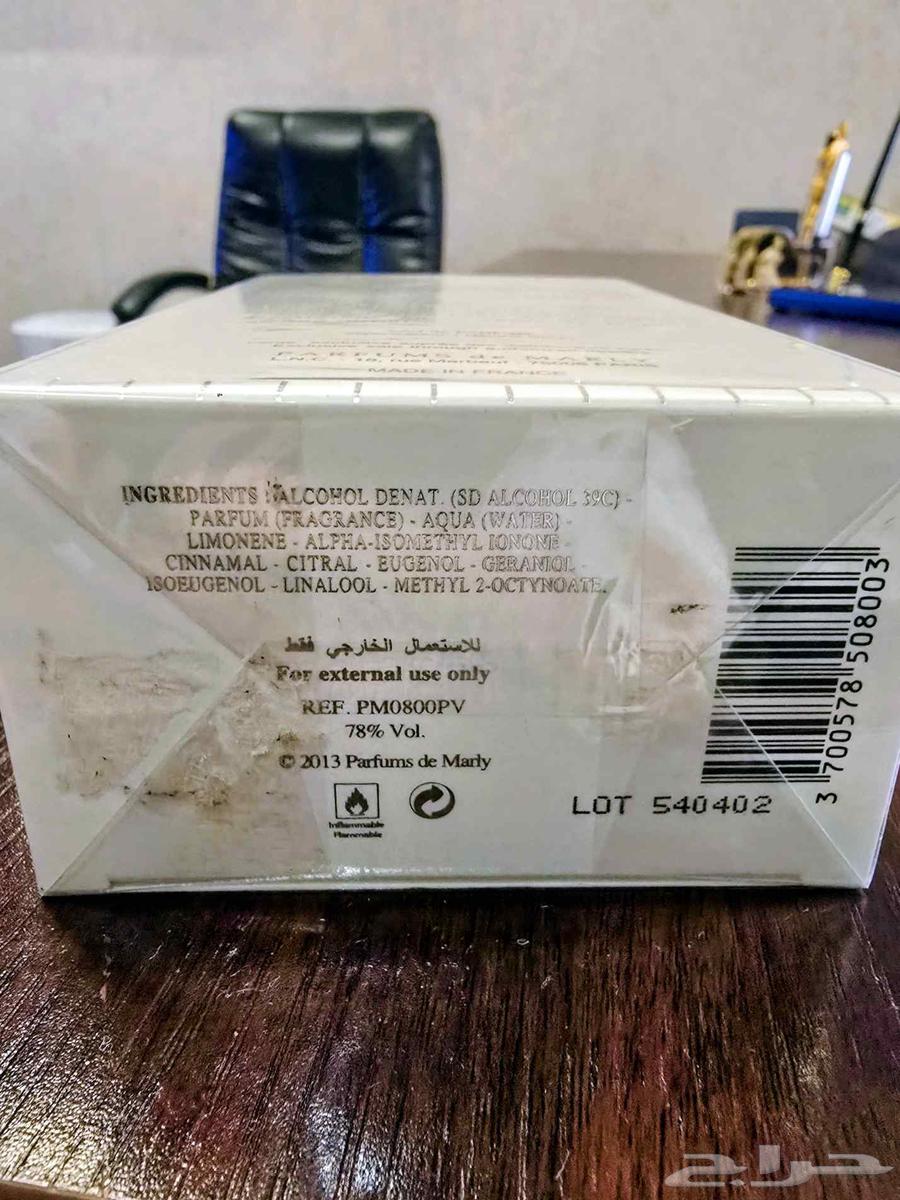 PARFUMS de MARLY
MADE IN FRANCE
INGREDIENTS : ALCOHOL DENAT. (SD ALCOHOL 39C) -
PARFUM (FRAGRANCE) - AQUA (WATER) -
LIMONENE - ALPHA-ISOMETHYL IONONE -
CINNAMAL - CITRAL - EUGENOL - GERANIOL -
ISOEUGENOL - LINALOOL - METHYL 2-OCTYNOATE.
للاستعمال الخارجي فقط
For external use only
REF. PM0800PV
78% Vol.
© 2013 Parfums de Marly
Inflammable
Flammable
LOT 540402
3 700578 508003
حراج